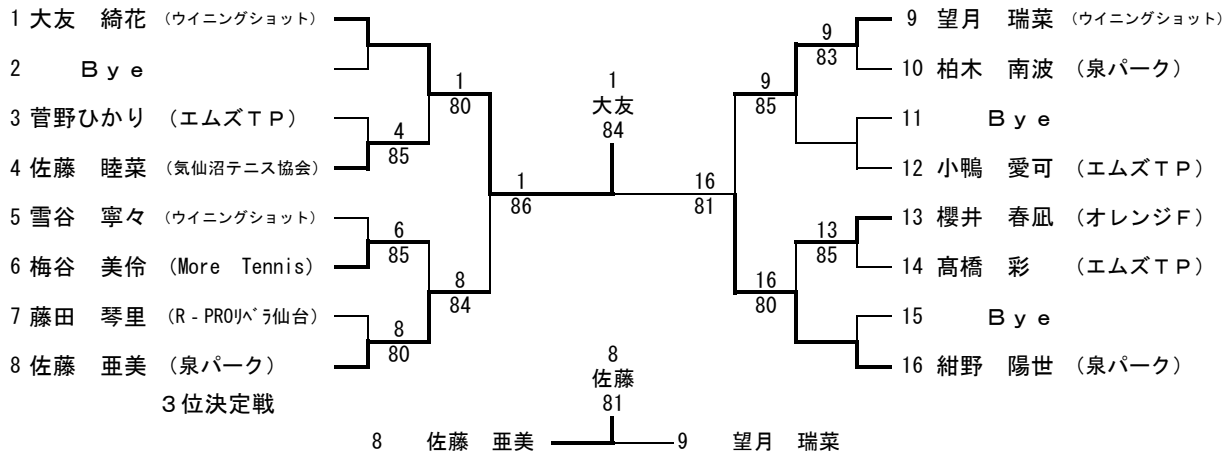 1 大友　綺花 （ウイニングショット）
2 Ｂｙｅ
3 菅野ひかり （エムズＴＰ）
4 佐藤　睦菜 （気仙沼テニス協会）
5 雪谷　寧々 （ウイニングショット）
6 梅谷　美伶 （More Tennis）
7 藤田　琴里 （R-PROﾘﾍﾞﾗ仙台）
8 佐藤　亜美 （泉パーク）
4
85
6
85
8
80
1
80
8
84
1
86
1
大友
84
16
81
9
85
16
80
9
83
13
85
9 望月　瑞菜 （ウイニングショット）
10 柏木　南波 （泉パーク）
11 Ｂｙｅ
12 小鴨　愛可 （エムズＴＰ）
13 櫻井　春凪 （オレンジＦ）
14 髙橋　彩 （エムズＴＰ）
15 Ｂｙｅ
16 紺野　陽世 （泉パーク）
３位決定戦
8
佐藤
81
8 佐藤　亜美
9 望月　瑞菜